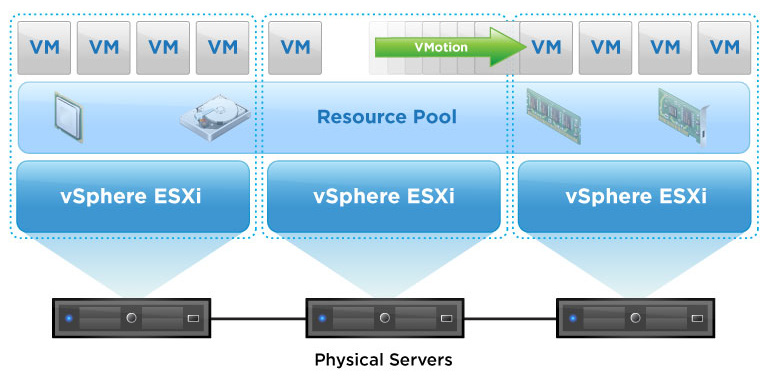 VM VM VM VM VM VMotion VM VM VM VM
Resource Pool
vSphere ESXi vSphere ESXi vSphere ESXi
Physical Servers